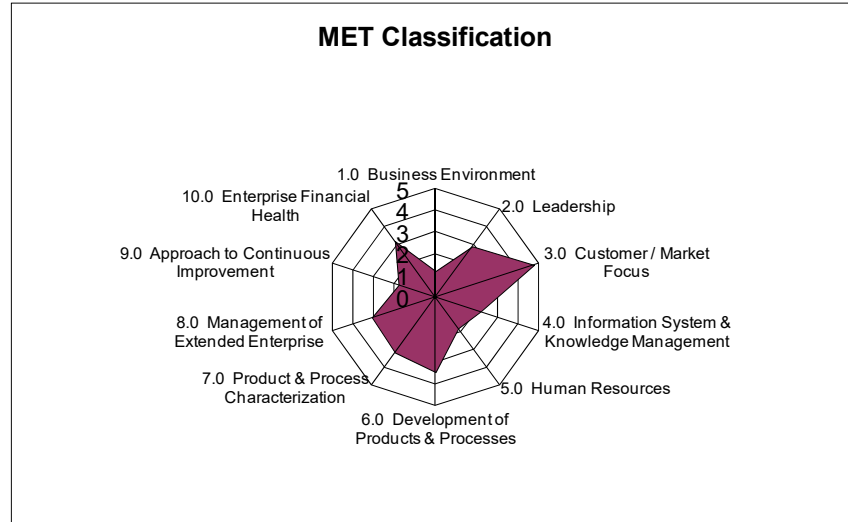 MET Classification
1.0 Business Environment
2.0 Leadership
3.0 Customer / Market
Focus
4.0 Information System &
Knowledge Management
5.0 Human Resources
6.0 Development of
Products & Processes
7.0 Product & Process
Characterization
8.0 Management of
Extended Enterprise
9.0 Approach to Continuous
Improvement
10.0 Enterprise Financial
Health
5
4
3
2
1
0